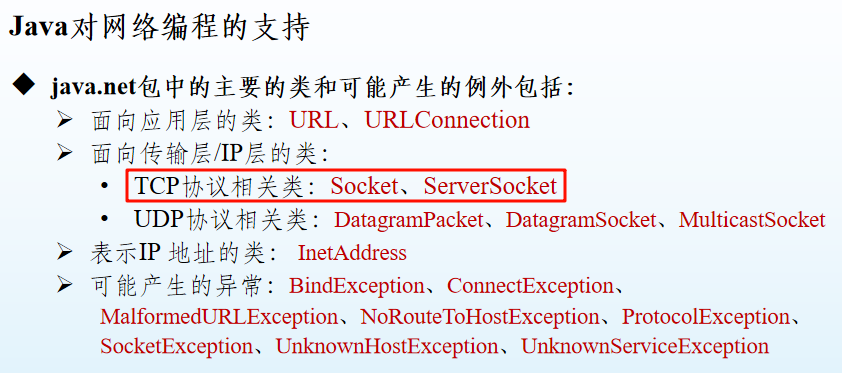 Java对网络编程的支持
◆ java.net包中的主要的类和可能产生的例外包括：
➢ 面向应用层的类：URL、URLConnection
➢ 面向传输层/IP层的类：
• TCP协议相关类：Socket、ServerSocket
• UDP协议相关类：DatagramPacket、DatagramSocket、MulticastSocket
➢ 表示IP 地址的类： InetAddress
➢ 可能产生的异常：BindException、ConnectException、
MalformedURLException、NoRouteToHostException、ProtocolException、
SocketException、UnknownHostException、UnknownServiceException